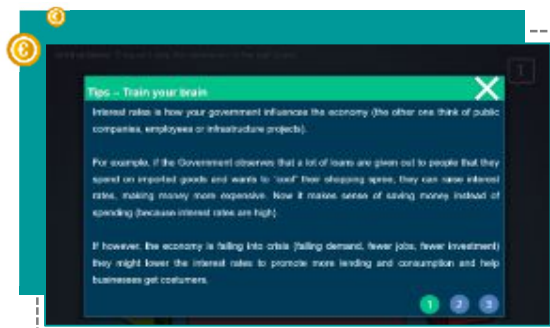 Tips – Train your brain
Interest rates is how your government influences the economy (the other one think of public
companies, employees or infrastructure projects).
For example, if the Government observes that a lot of loans are given out to people that they
spend on imported goods and wants to "cool" their shopping spree, they can raise interest
rates, making money more expensive. Now it makes sense of saving money instead of
spending (because interest rates are high).
If however, the economy is falling into crisis (falling demand, fewer jobs, fewer investment)
they might lower the interest rates to promote more lending and consumption and help
businesses get costumers.
1 2 3